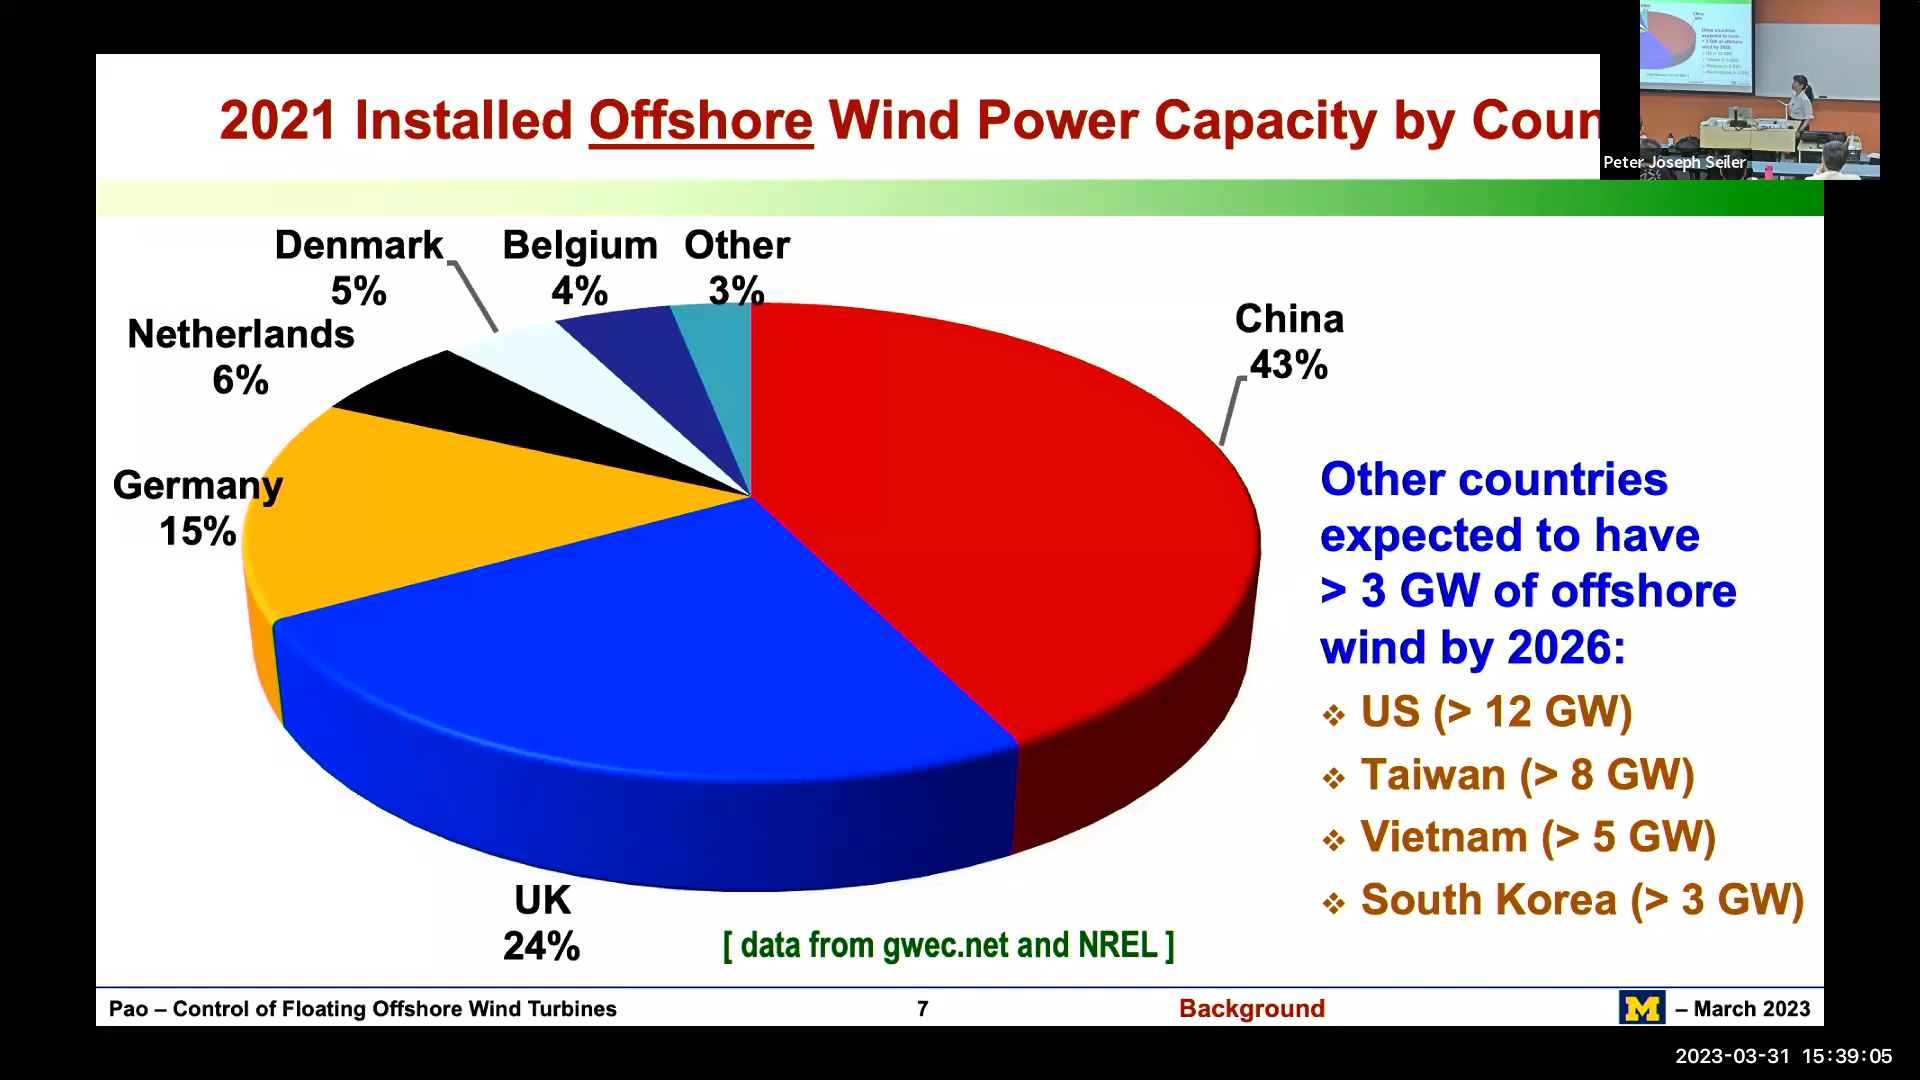 2021 Installed Offshore Wind Power Capacity by Coun
Peter Joseph Seiler
Denmark
5%
Belgium
4%
Other
3%
Netherlands
6%
China
43%
Germany
15%
UK
24%
Other countries
expected to have
> 3 GW of offshore
wind by 2026:
❖ US (> 12 GW)
❖ Taiwan (> 8 GW)
❖ Vietnam (> 5 GW)
❖ South Korea (> 3 GW)
[ data from gwec.net and NREL ]
Pao – Control of Floating Offshore Wind Turbines
7
Background
M – March 2023
2023-03-31 15:39:05